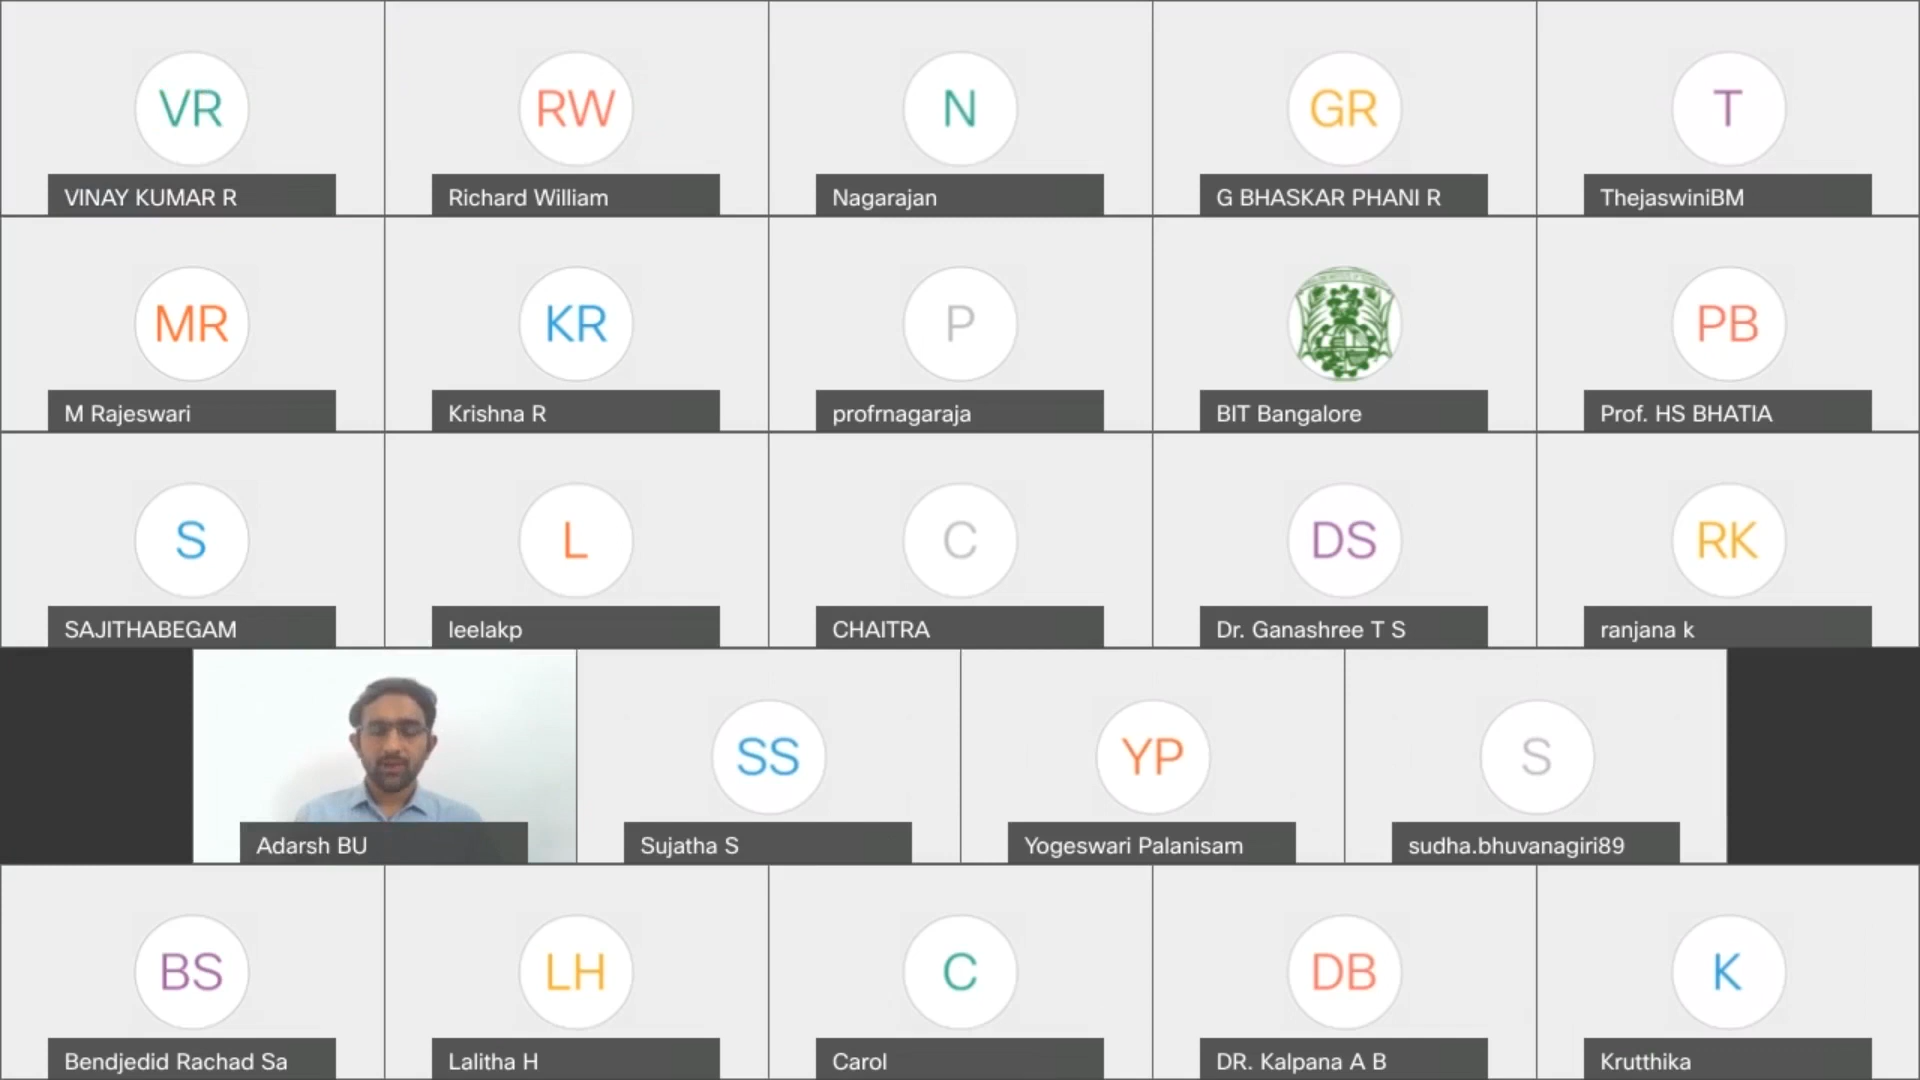 VR
RW
N
GR
T
VINAY KUMAR R
Richard William
Nagarajan
G BHASKAR PHANI R
ThejaswiniBM
MR
KR
P
PB
M Rajeswari
Krishna R
profrnagaraja
BIT Bangalore
Prof. HS BHATIA
S
L
C
DS
RK
SAJITHABEGAM
leelakp
CHAITRA
Dr. Ganashree T S
ranjana k
SS
YP
S
Adarsh BU
Sujatha S
Yogeswari Palanisam
sudha.bhuvanagiri89
BS
LH
C
DB
K
Bendjedid Rachad Sa
Lalitha H
Carol
DR. Kalpana A B
Krutthika